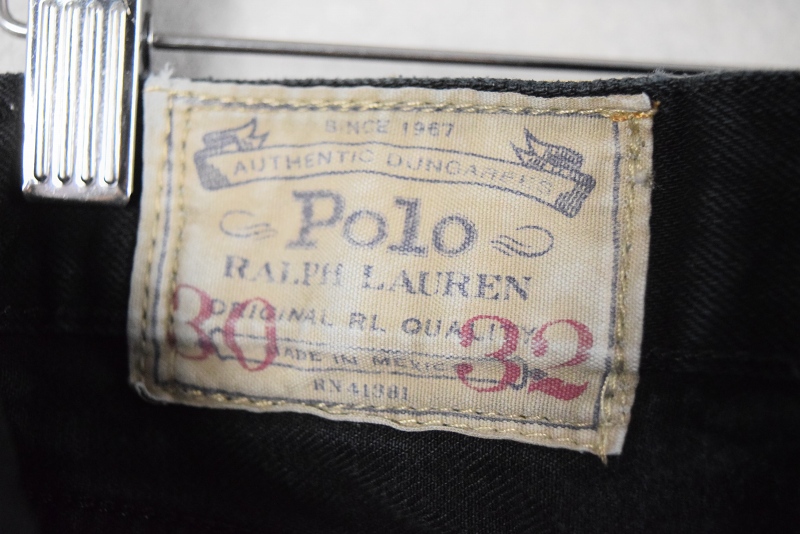 SINCE 1967
AUTHENTIC DUNGAREES
Polo
RALPH LAUREN
ORIGINAL RL QUALITY
30 32
MADE IN MEXICO
RN 41381